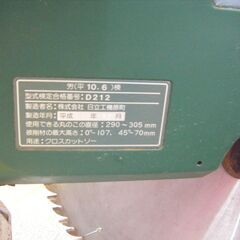 労(平10.6)検
型式検定合格番号:D212
製造者名:株式会社 日立工機原町
製造年月:平成 年 月
使用できる丸のこの直径:290~305mm
被削材の最大高さ:0°-107, 45°-70mm
用途:クロスカットソー